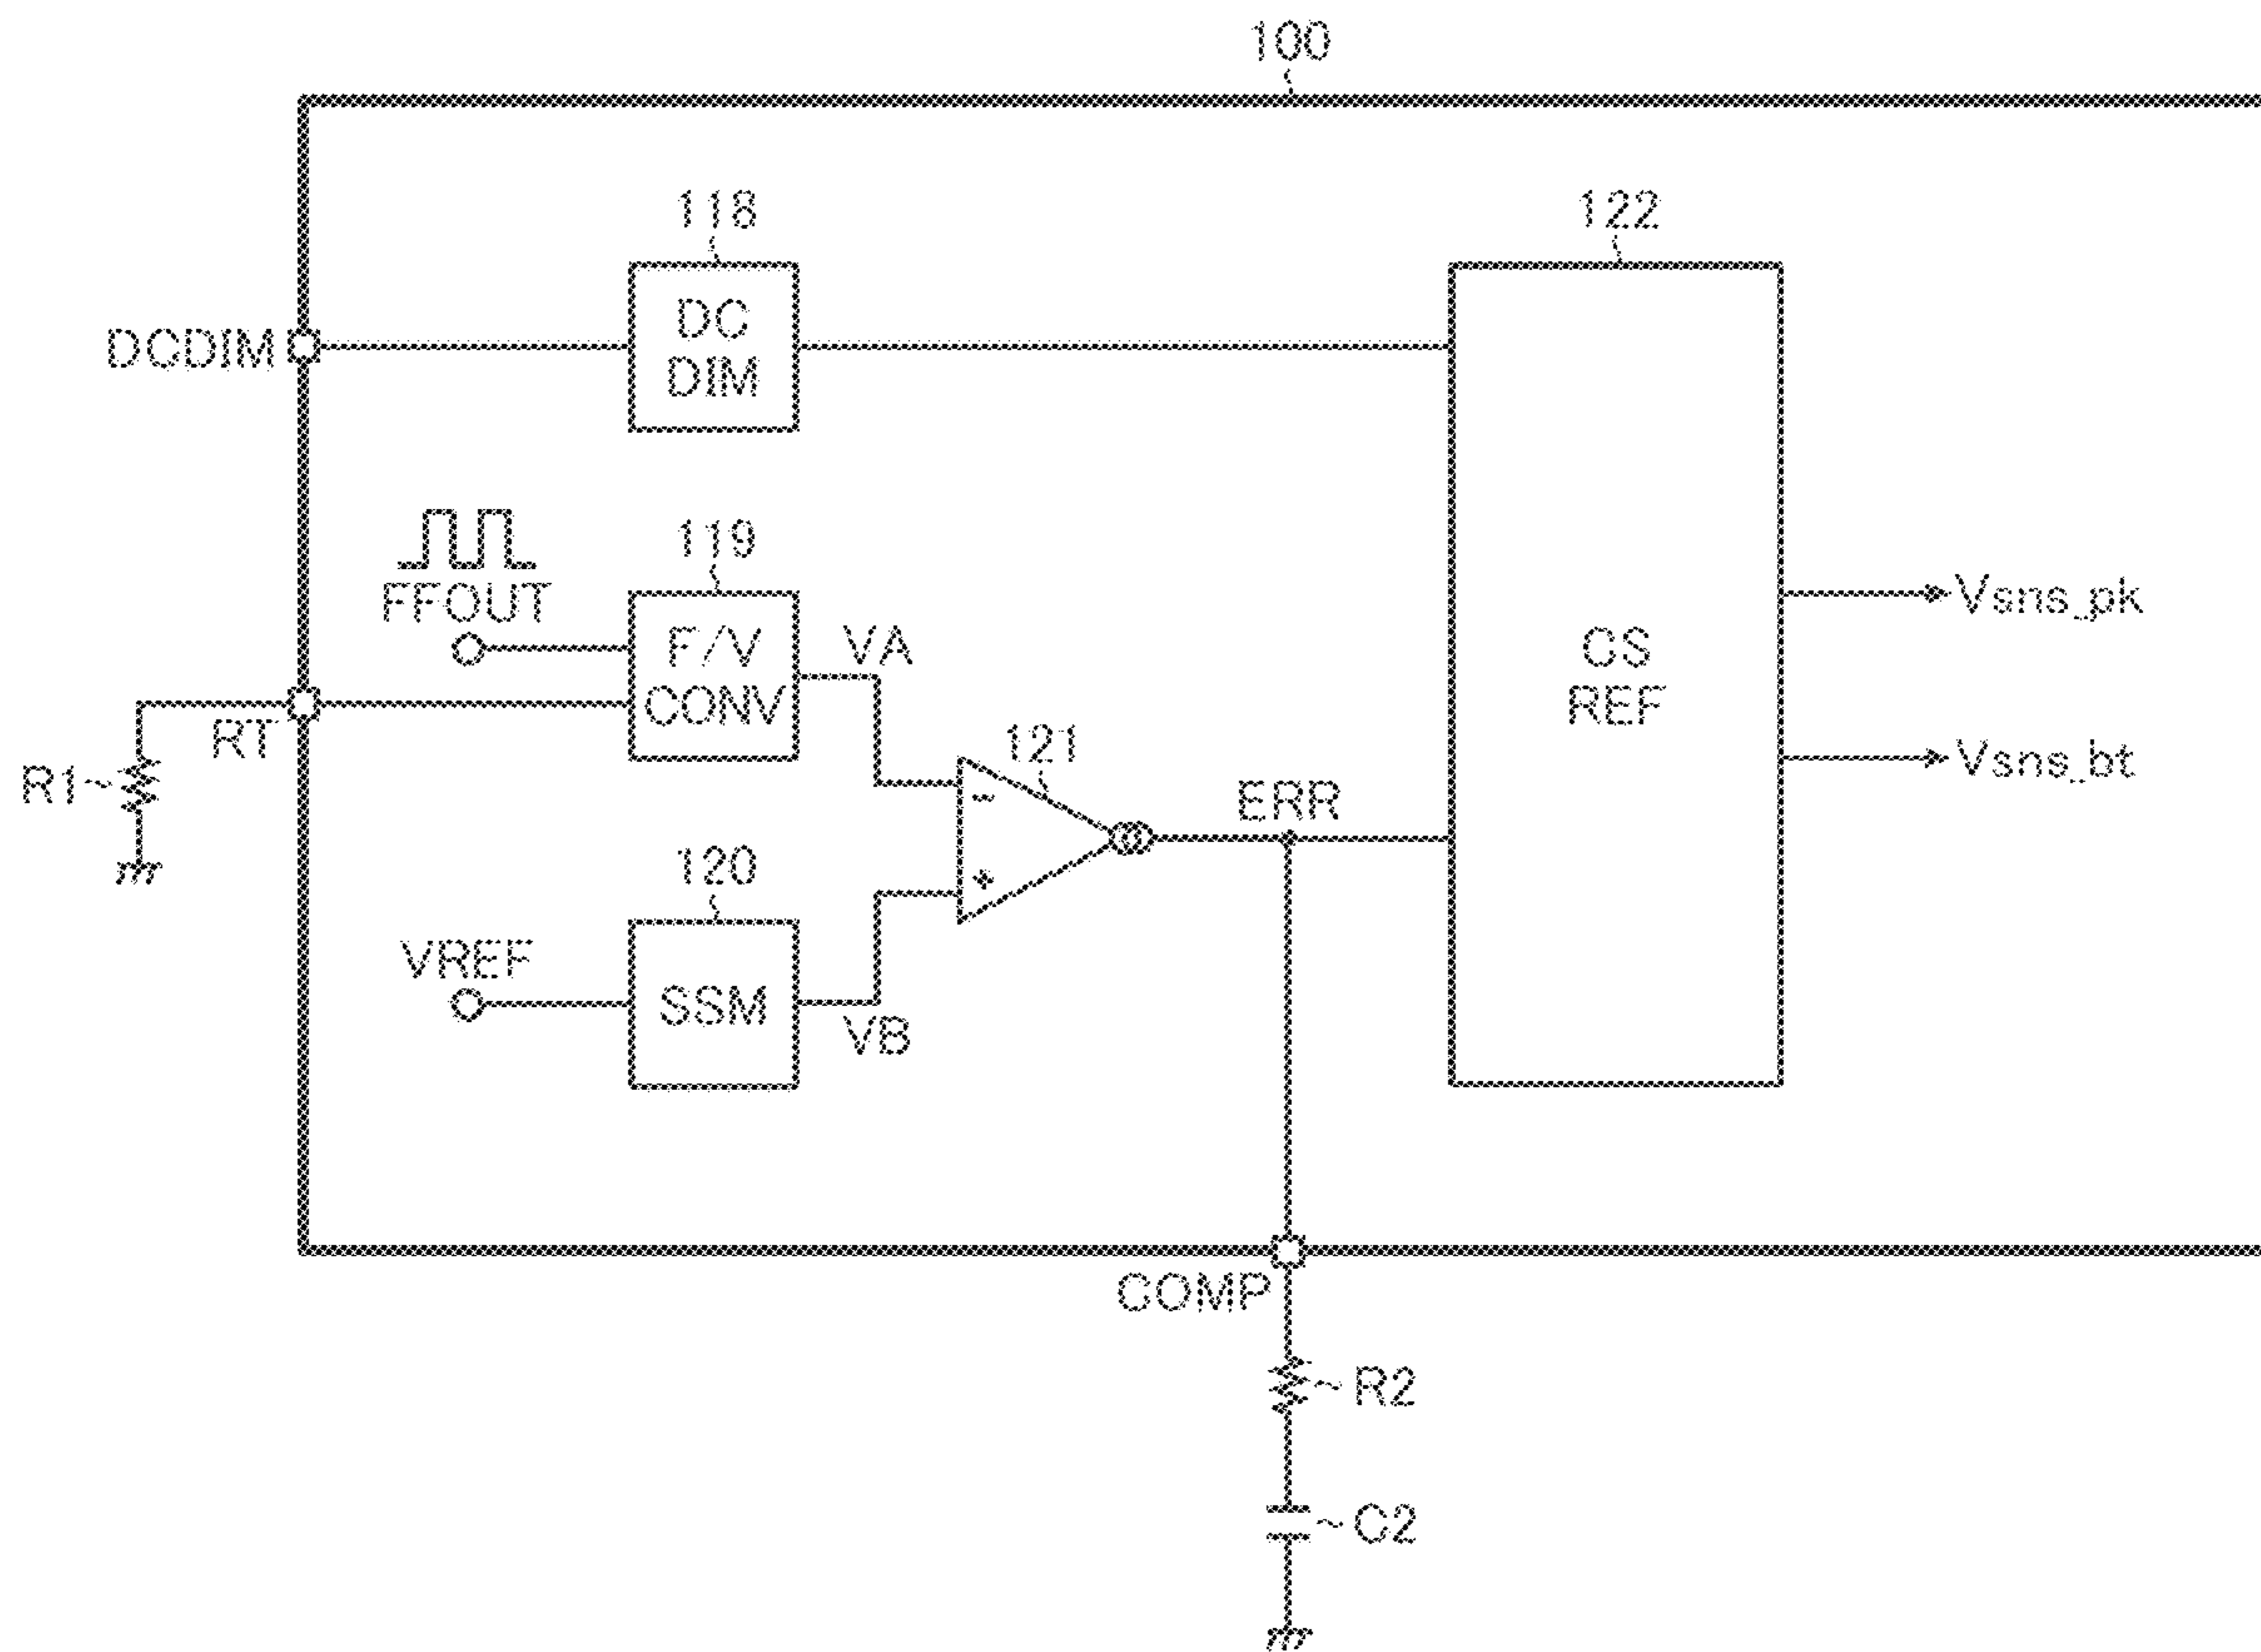 100
118
122
DC
DIM
DCDIM
119
FFOUT
F/V
CONV
VA
CS
REF
Vsns_pk
RT
121
R1
Vsns_bt
ERR
-
+
120
VREF
SSM
VB
COMP
R2
C2